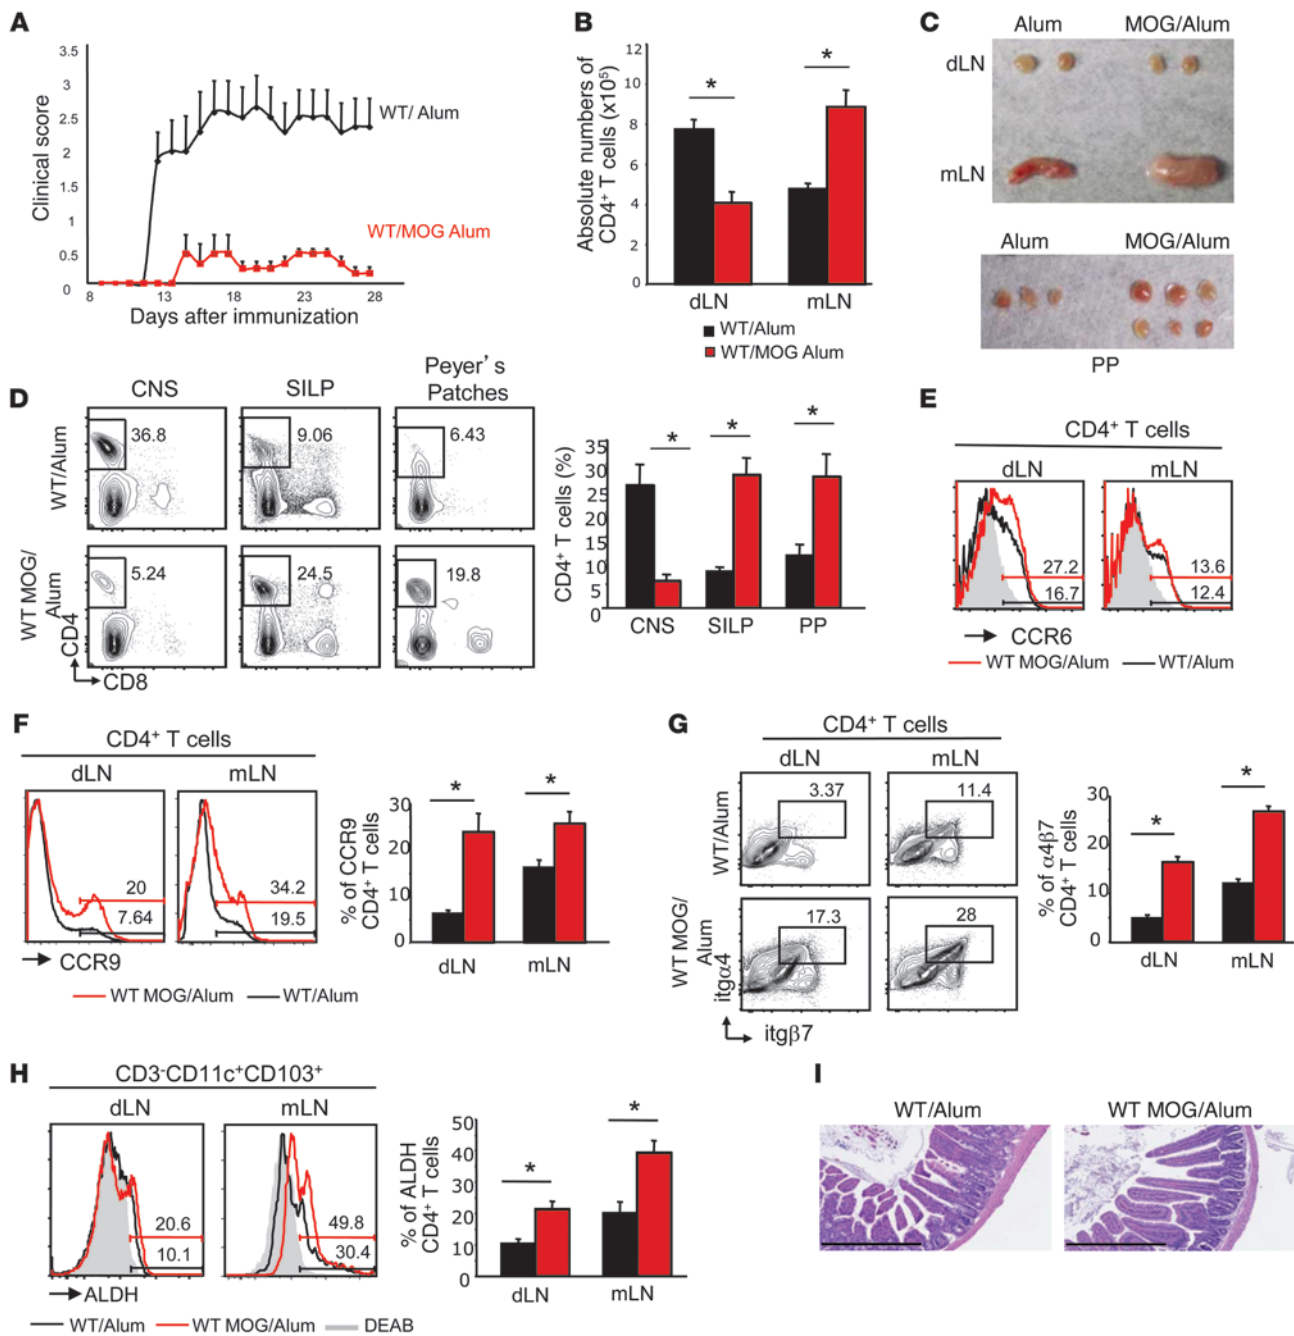 A
3.5
3
2.5
2
1.5
1
0.5
0
Clinical score
WT/ Alum
WT/MOG Alum
8 13 18 23 28
Days after immunization
B
12
10
8
6
4
2
0
Absolute numbers of
CD4+ T cells (x10⁵)
* *
dLN mLN
WT/Alum
WT/MOG Alum
C
Alum MOG/Alum
dLN
mLN
Alum MOG/Alum
PP
D
CNS SILP Peyer's
Patches
WT/Alum
36.8 9.06 6.43
WT MOG/
Alum
5.24 24.5 19.8
CD4
CD8
CD4+ T cells (%)
35
30
25
20
15
10
5
0
* * *
CNS SILP PP
E
CD4+ T cells
dLN mLN
27.2 13.6
16.7 12.4
CCR6
WT MOG/Alum WT/Alum
F
CD4+ T cells
dLN mLN
20 34.2
7.64 19.5
CCR9
WT MOG/Alum WT/Alum
% of CCR9
CD4+ T cells
30
20
10
0
* *
dLN mLN
G
CD4+ T cells
dLN mLN
WT/Alum
3.37 11.4
WT MOG/
Alum
17.3 28
itgα4
itgβ7
% of α4β7
CD4+ T cells
30
20
10
0
* *
dLN mLN
H
CD3-CD11c+CD103+
dLN mLN
20.6 49.8
10.1 30.4
ALDH
WT/Alum WT MOG/Alum DEAB
% of ALDH
CD4+ T cells
50
40
30
20
10
0
* *
dLN mLN
I
WT/Alum WT MOG/Alum